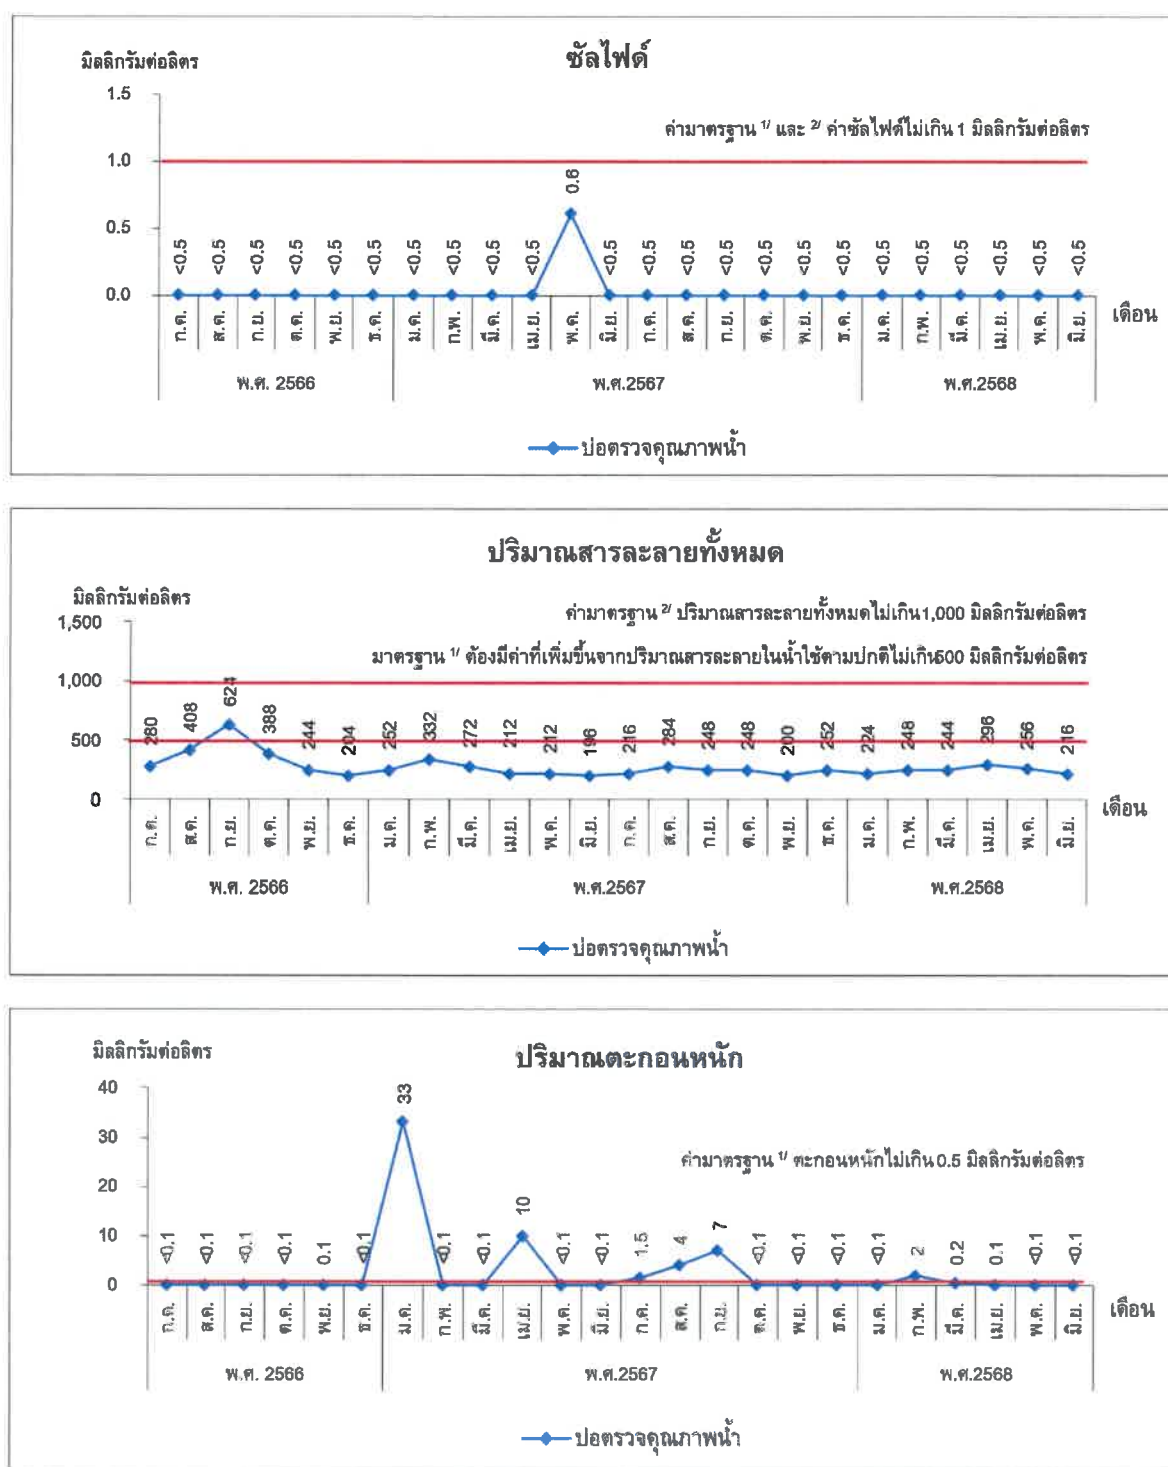 ซัลไฟด์
มิลลิกรัมต่อลิตร
ค่ามาตรฐาน 1/ และ 2/ ค่าซัลไฟด์ไม่เกิน 1 มิลลิกรัมต่อลิตร
1.5
1.0
0.5
0.0
<0.5 <0.5 <0.5 <0.5 <0.5 <0.5 <0.5 <0.5 <0.5 <0.5 0.6 <0.5 <0.5 <0.5 <0.5 <0.5 <0.5 <0.5 <0.5 <0.5 <0.5 <0.5 <0.5 <0.5
ก.ค. ส.ค. ก.ย. ต.ค. พ.ย. ธ.ค. ม.ค. ก.พ. มี.ค. เม.ย. พ.ค. มิ.ย. ก.ค. ส.ค. ก.ย. ต.ค. พ.ย. ธ.ค. ม.ค. ก.พ. มี.ค. เม.ย. พ.ค. มิ.ย.
เดือน
พ.ศ. 2566 พ.ศ.2567 พ.ศ.2568
บ่อตรวจคุณภาพน้ำ
ปริมาณสารละลายทั้งหมด
มิลลิกรัมต่อลิตร
ค่ามาตรฐาน 2/ ปริมาณสารละลายทั้งหมดไม่เกิน1,000 มิลลิกรัมต่อลิตร
มาตรฐาน 1/ ต้องมีค่าที่เพิ่มขึ้นจากปริมาณสารละลายในน้ำใช้ตามปกติไม่เกิน500 มิลลิกรัมต่อลิตร
1,500
1,000
500
0
280 408 624 388 244 204 252 332 272 212 212 196 216 284 248 248 200 252 224 248 244 296 256 216
ก.ค. ส.ค. ก.ย. ต.ค. พ.ย. ธ.ค. ม.ค. ก.พ. มี.ค. เม.ย. พ.ค. มิ.ย. ก.ค. ส.ค. ก.ย. ต.ค. พ.ย. ธ.ค. ม.ค. ก.พ. มี.ค. เม.ย. พ.ค. มิ.ย.
เดือน
พ.ศ. 2566 พ.ศ.2567 พ.ศ.2568
บ่อตรวจคุณภาพน้ำ
ปริมาณตะกอนหนัก
มิลลิกรัมต่อลิตร
ค่ามาตรฐาน 1/ ตะกอนหนักไม่เกิน 0.5 มิลลิกรัมต่อลิตร
40
30
20
10
0
<0.1 <0.1 <0.1 <0.1 0.1 <0.1 33 <0.1 <0.1 10 <0.1 <0.1 1.5 4 7 <0.1 <0.1 <0.1 <0.1 2 0.2 0.1 <0.1 <0.1
ก.ค. ส.ค. ก.ย. ต.ค. พ.ย. ธ.ค. ม.ค. ก.พ. มี.ค. เม.ย. พ.ค. มิ.ย. ก.ค. ส.ค. ก.ย. ต.ค. พ.ย. ธ.ค. ม.ค. ก.พ. มี.ค. เม.ย. พ.ค. มิ.ย.
เดือน
พ.ศ. 2566 พ.ศ.2567 พ.ศ.2568
บ่อตรวจคุณภาพน้ำ